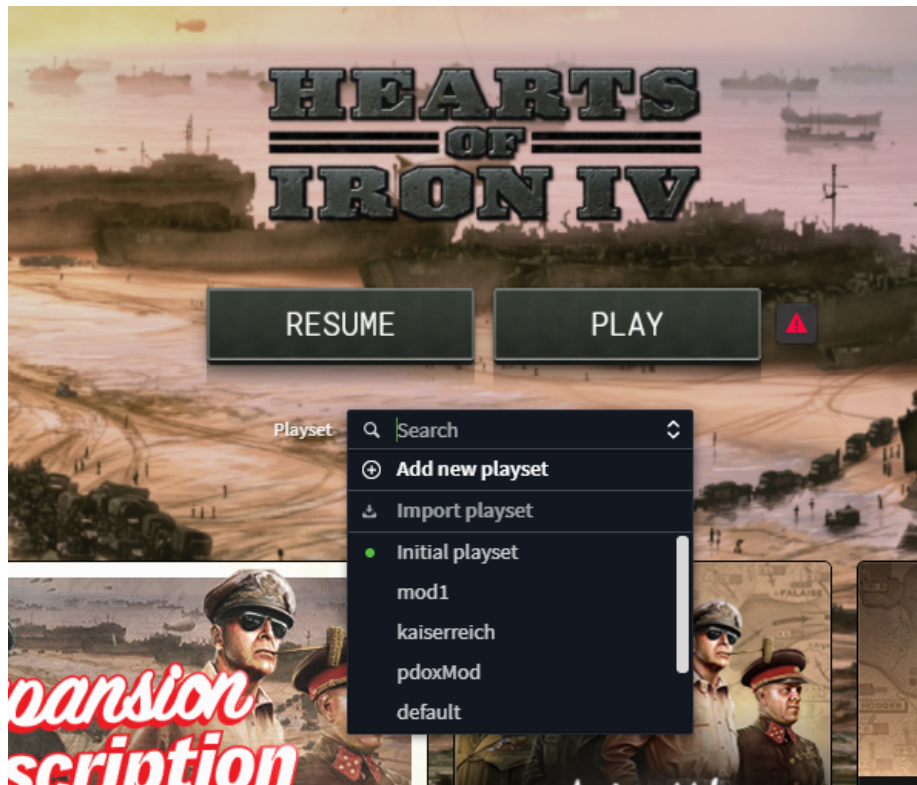 HEARTS
OF
IRON IV
RESUME PLAY
Playset Search
Add new playset
Import playset
Initial playset
mod1
kaiserreich
pdoxMod
default
FALAISE
pansion
scription